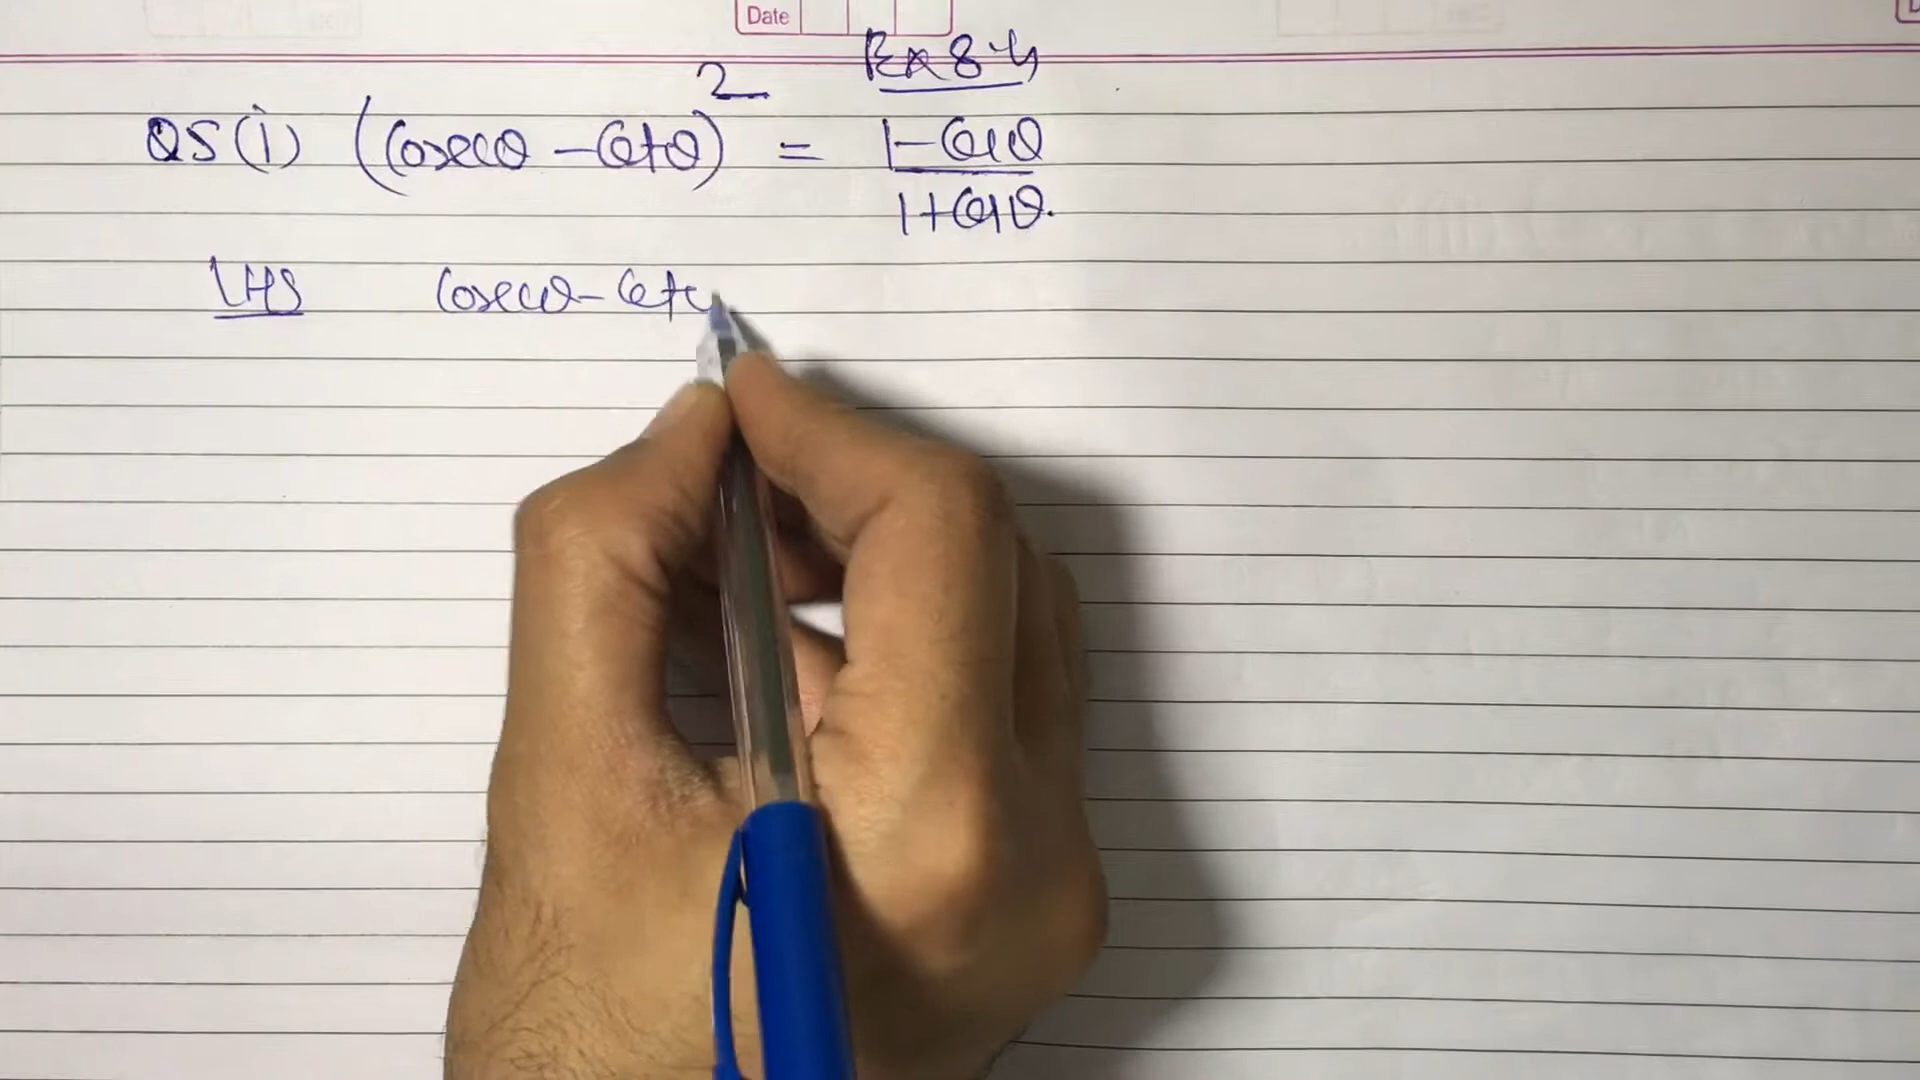 Date
Ex 8.4
Q5 (i) (Cosecθ - Cotθ)² = 1 - Cosθ / 1 + Cosθ.
LHS Cosecθ - Cot